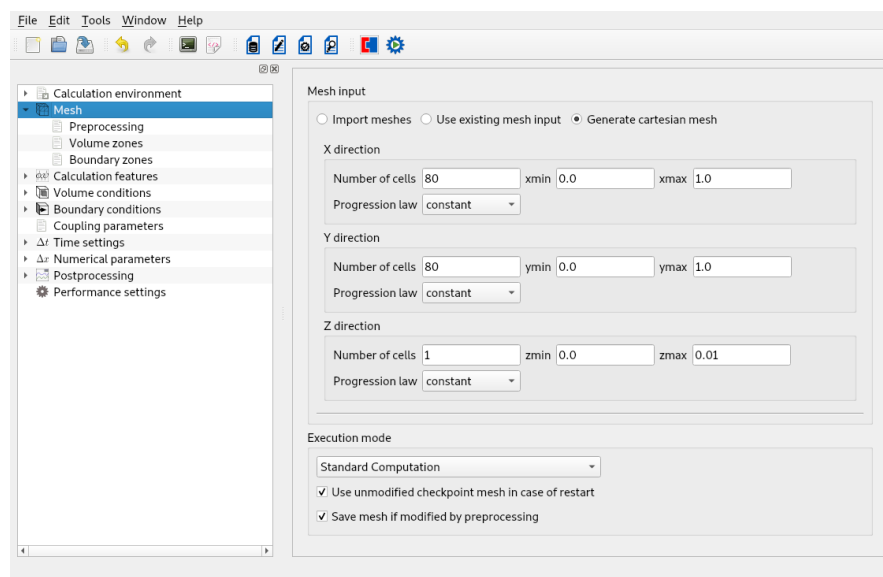 File Edit Tools Window Help
Calculation environment
Mesh
Preprocessing
Volume zones
Boundary zones
Calculation features
Volume conditions
Boundary conditions
Coupling parameters
Δt Time settings
Δx Numerical parameters
Postprocessing
Performance settings
Mesh input
Import meshes Use existing mesh input Generate cartesian mesh
X direction
Number of cells 80 xmin 0.0 xmax 1.0
Progression law constant
Y direction
Number of cells 80 ymin 0.0 ymax 1.0
Progression law constant
Z direction
Number of cells 1 zmin 0.0 zmax 0.01
Progression law constant
Execution mode
Standard Computation
Use unmodified checkpoint mesh in case of restart
Save mesh if modified by preprocessing